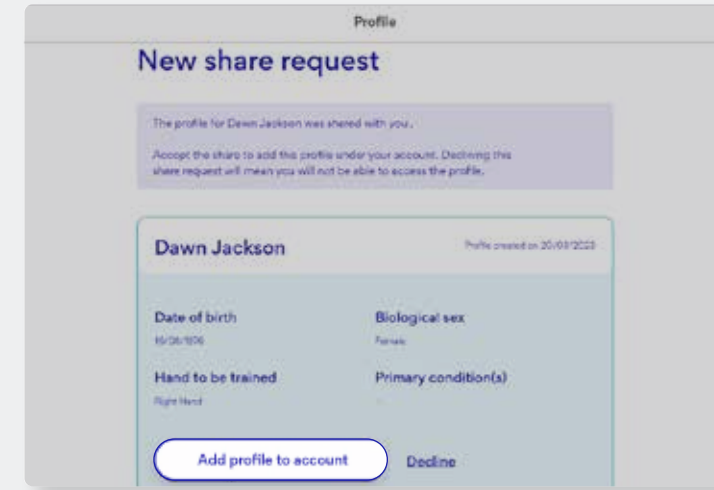 Profile
New share request
The profile for Dawn Jackson was shared with you.
Accept the share to add this profile under your account. Declining this
share request will mean you will not be able to access the profile.
Dawn Jackson
Profile created on
Date of birth
Biological sex
Female
Hand to be trained
Primary condition(s)
Right Hand
Add profile to account
Decline